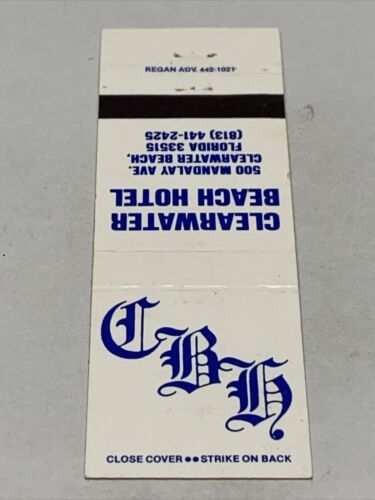 REGAN ADV. 442-1021
CLEARWATER
BEACH HOTEL
500 MANDALAY AVE.
CLEARWATER BEACH,
FLORIDA 33515
(813) 441-2425
CBH
CLOSE COVER ●● STRIKE ON BACK